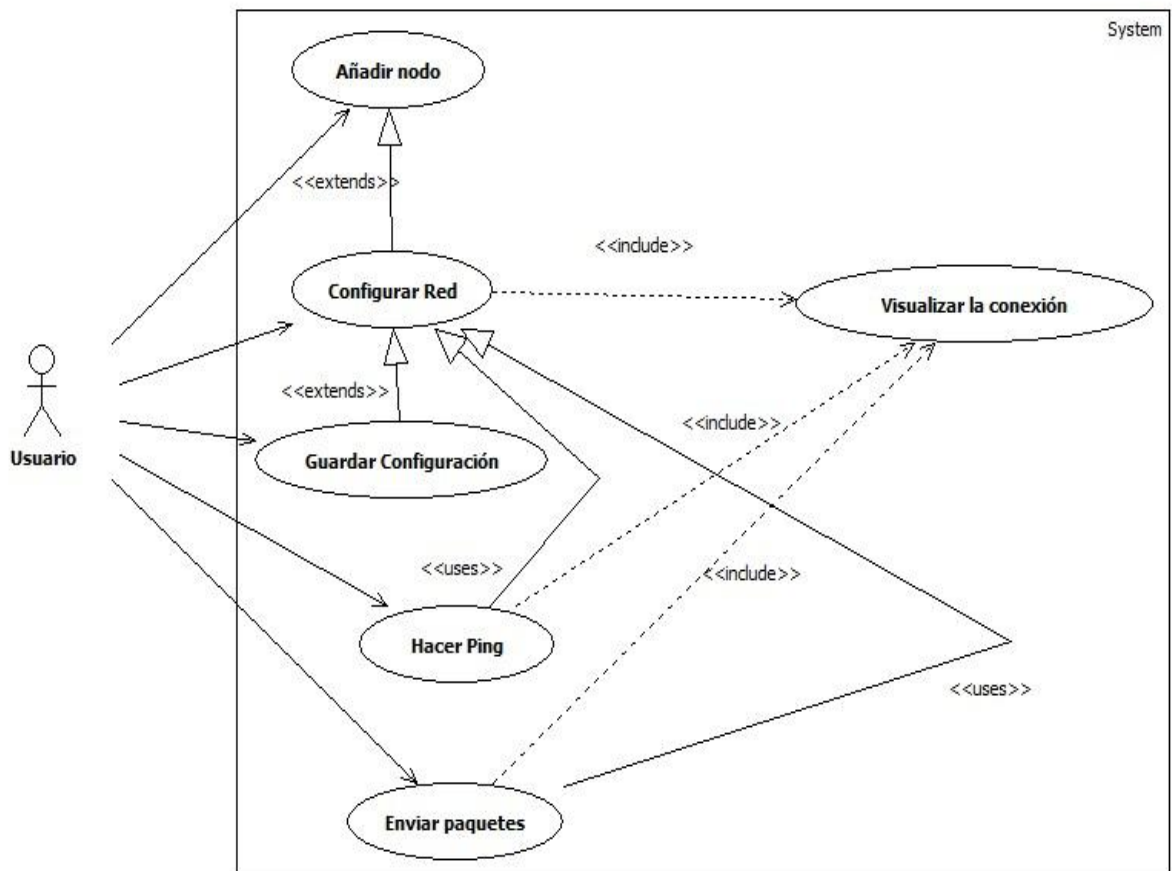 System
Añadir nodo
<<extends>>
<<include>>
Configurar Red
Visualizar la conexión
<<extends>>
<<include>>
Usuario
Guardar Configuración
<<uses>>
<<include>>
Hacer Ping
<<uses>>
Enviar paquetes